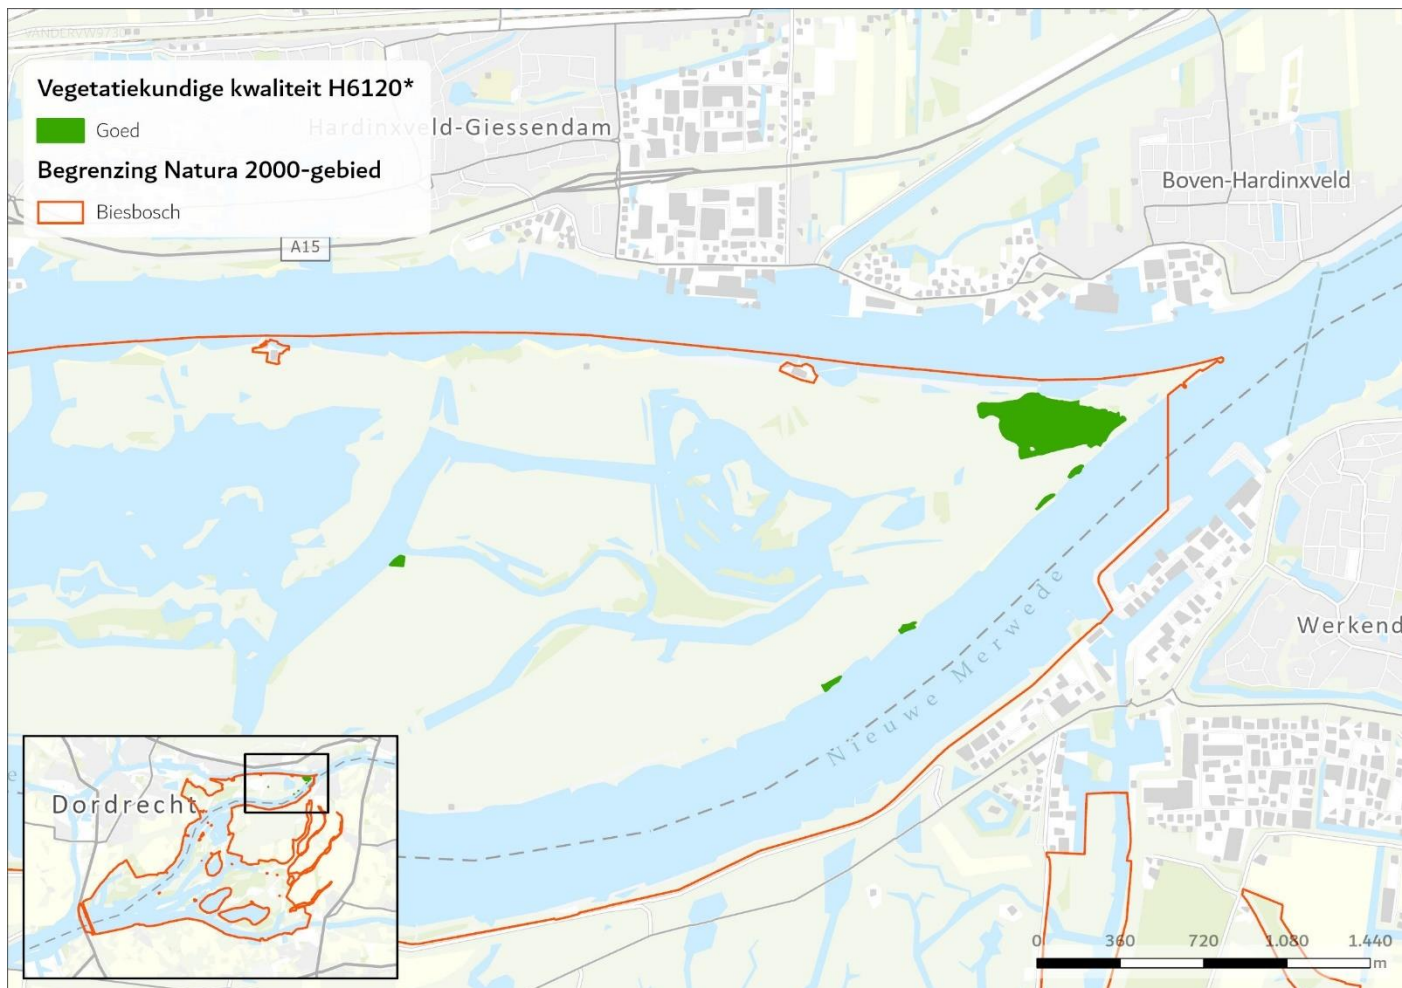 VANDERVW9730
Vegetatiekundige kwaliteit H6120*
Goed
Begrenzing Natura 2000-gebied
Biesbosch
Hardinxveld-Giessendam
A15
Boven-Hardinxveld
Nieuwe Merwede
Werkend
Dordrecht
0 360 720 1.080 1.440
m